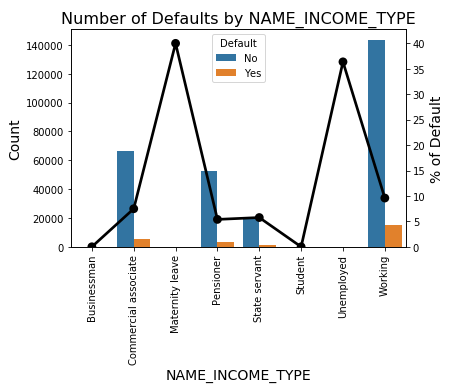 Number of Defaults by NAME_INCOME_TYPE
Default
No
Yes
Count
140000
120000
100000
80000
60000
40000
20000
0
% of Default
40
35
30
25
20
15
10
5
0
Businessman
Commercial associate
Maternity leave
Pensioner
State servant
Student
Unemployed
Working
NAME_INCOME_TYPE